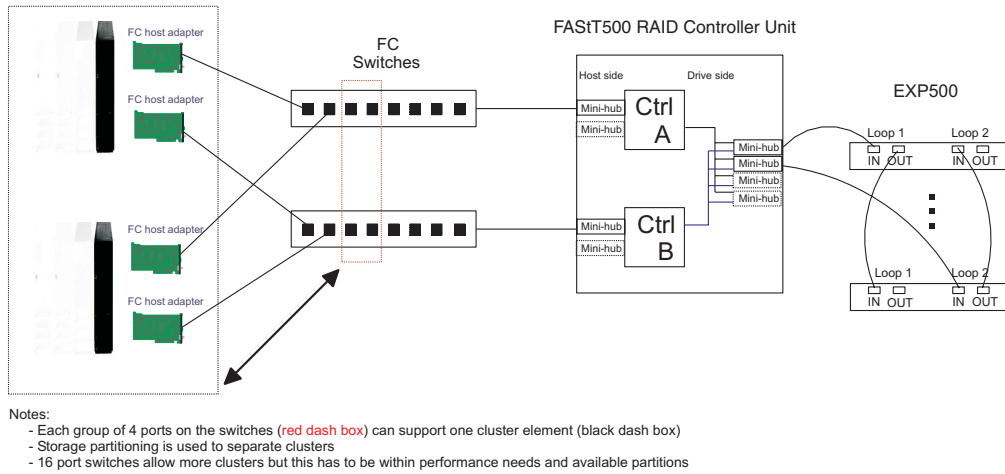 FC host adapter
FC host adapter
FC host adapter
FC host adapter
FC
Switches
FAStT500 RAID Controller Unit
Host side
Drive side
Mini-hub
Mini-hub
Ctrl
A
Mini-hub
Mini-hub
Mini-hub
Mini-hub
Mini-hub
Mini-hub
Ctrl
B
EXP500
Loop 1
Loop 2
IN OUT
IN OUT
Loop 1
Loop 2
IN OUT
IN OUT
Notes:
- Each group of 4 ports on the switches (red dash box) can support one cluster element (black dash box)
- Storage partitioning is used to separate clusters
- 16 port switches allow more clusters but this has to be within performance needs and available partitions